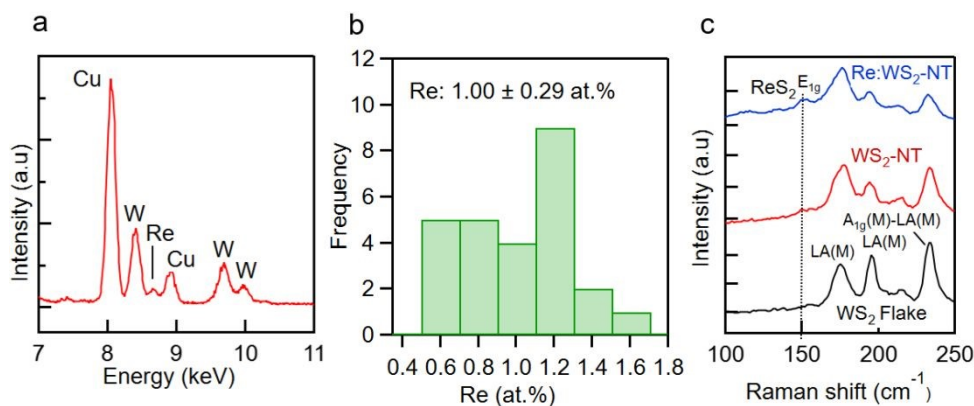 a
Intensity (a.u)
Cu
W
Re
Cu
W
W
7 8 9 10 11
Energy (keV)
b
Frequency
12
10
8
6
4
2
0
Re: 1.00 ± 0.29 at.%
0.4 0.6 0.8 1.0 1.2 1.4 1.6 1.8
Re (at.%)
c
Intensity (a.u)
ReS₂ E₁g
Re:WS₂-NT
WS₂-NT
A₁g(M)-LA(M)
LA(M)
LA(M)
WS₂ Flake
100 150 200 250
Raman shift (cm⁻¹)